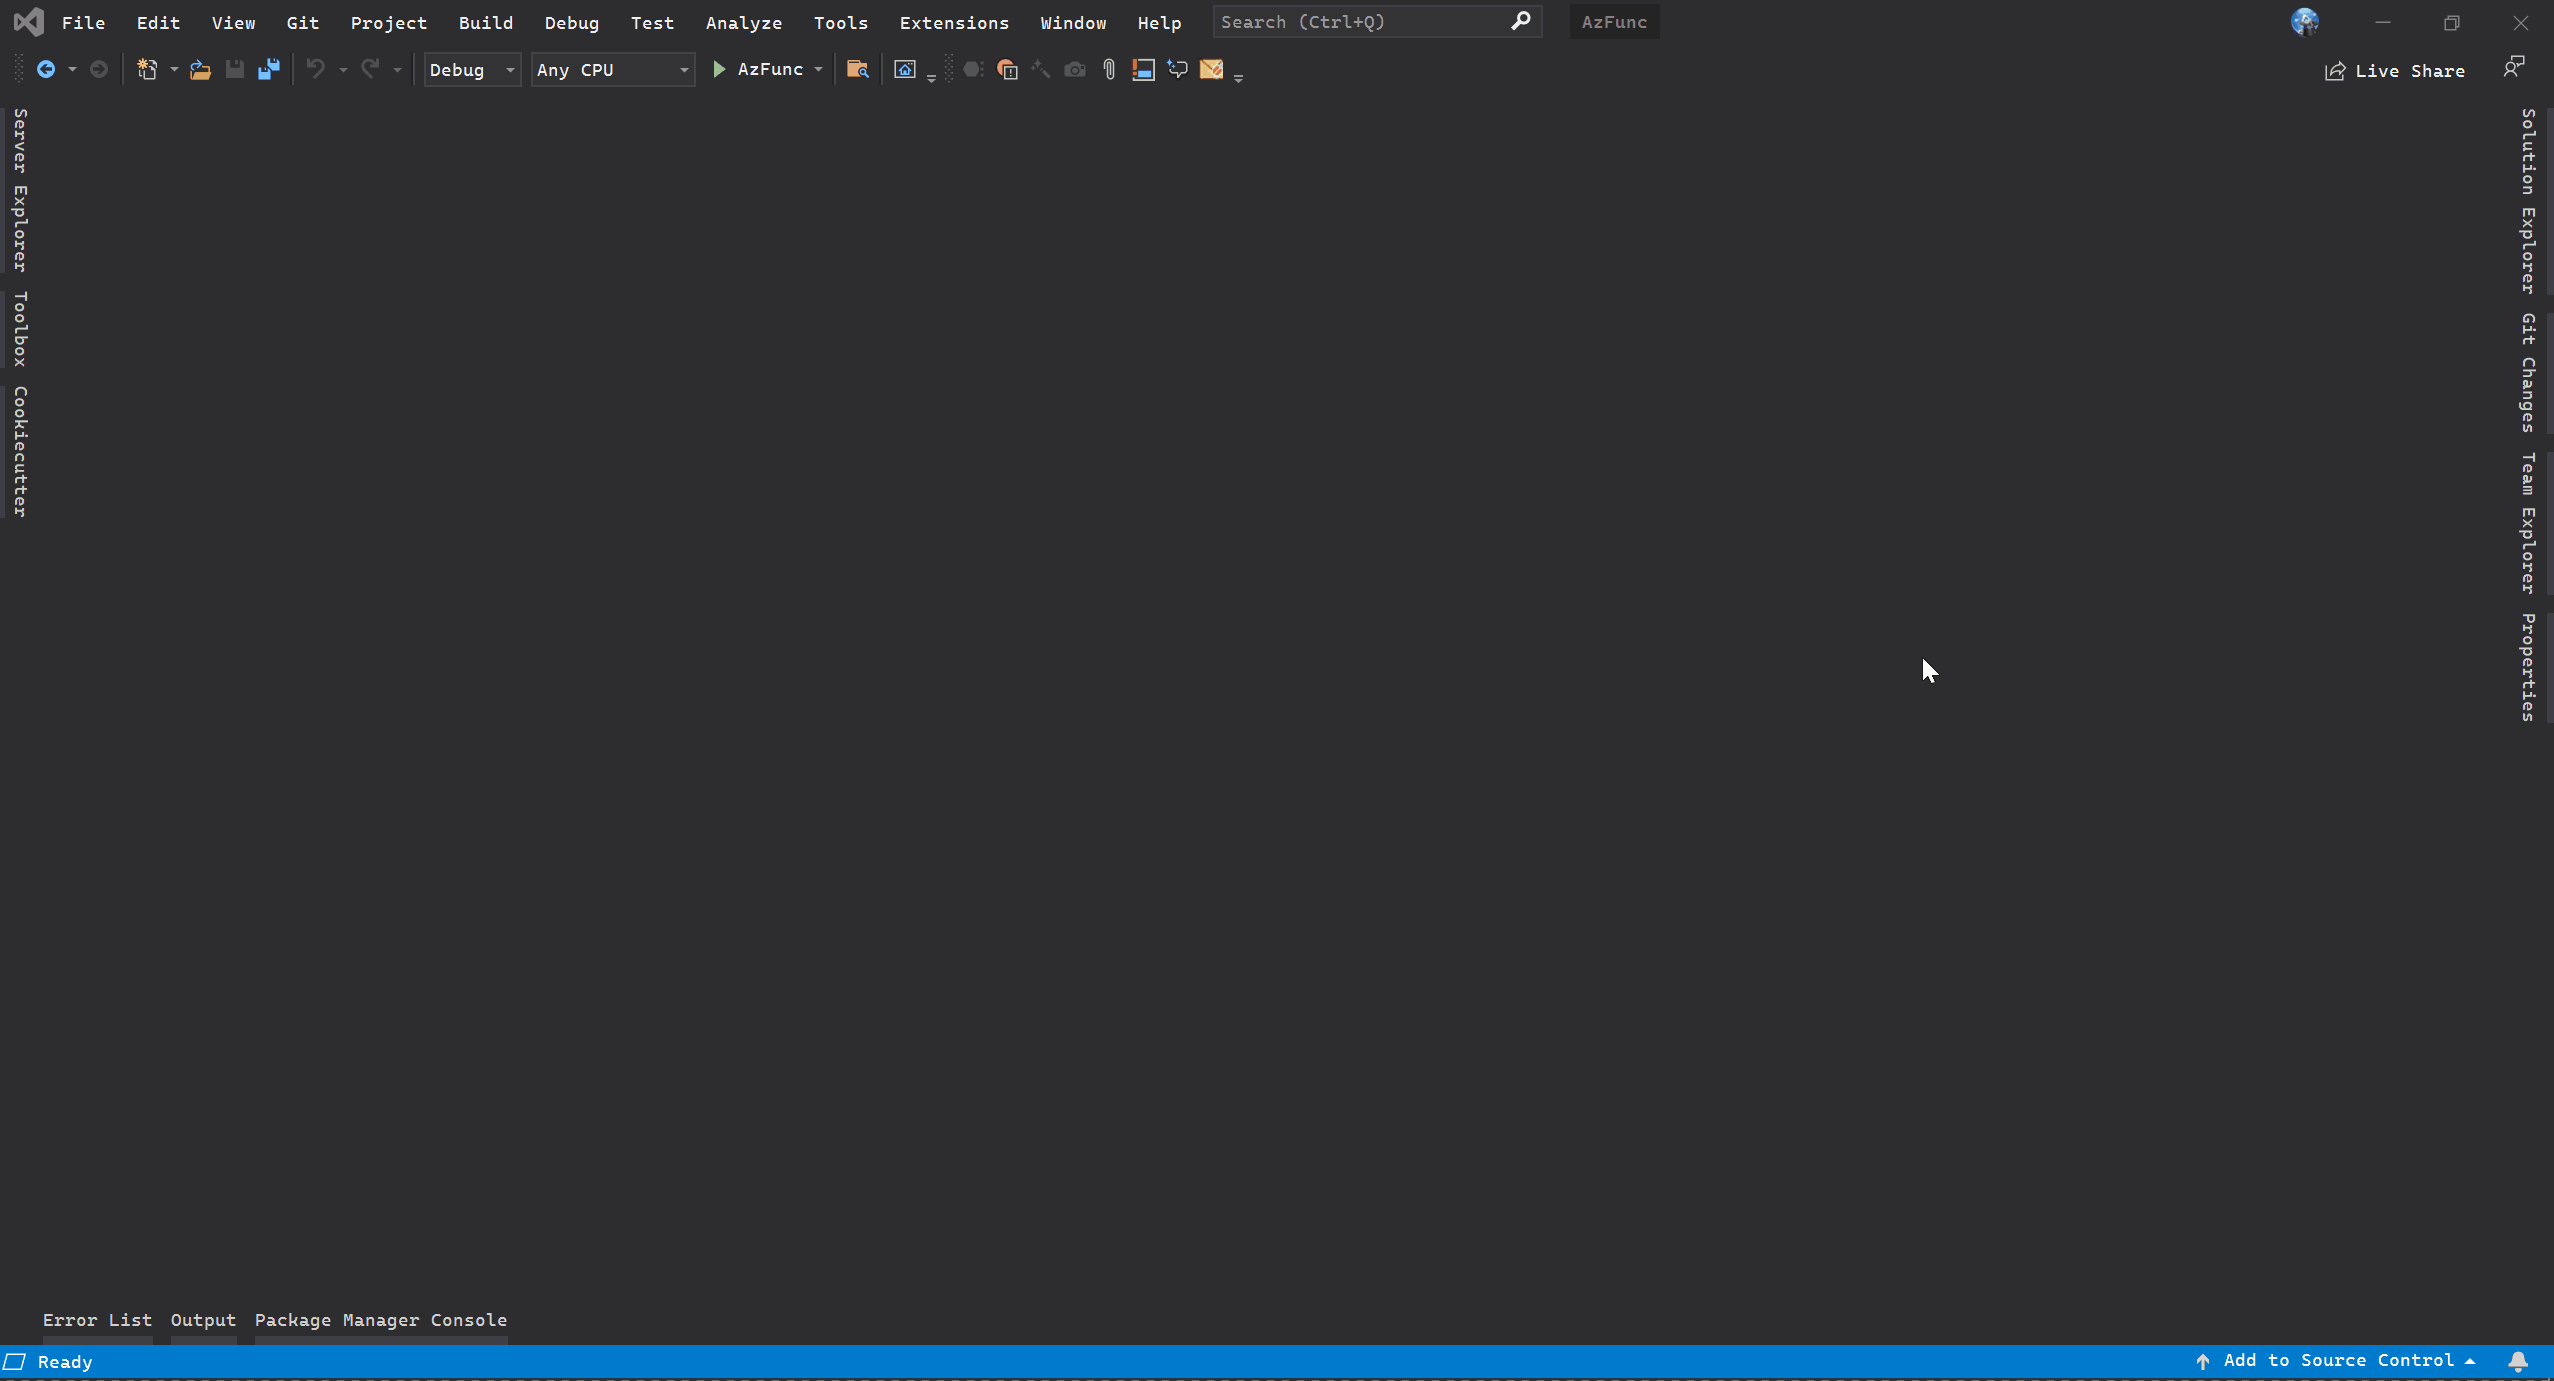 File Edit View Git Project Build Debug Test Analyze Tools Extensions Window Help Search (Ctrl+Q) AzFunc
Debug Any CPU AzFunc Live Share
Server Explorer
Toolbox
Cookiecutter
Solution Explorer
Git Changes
Team Explorer
Properties
Error List Output Package Manager Console
Ready Add to Source Control